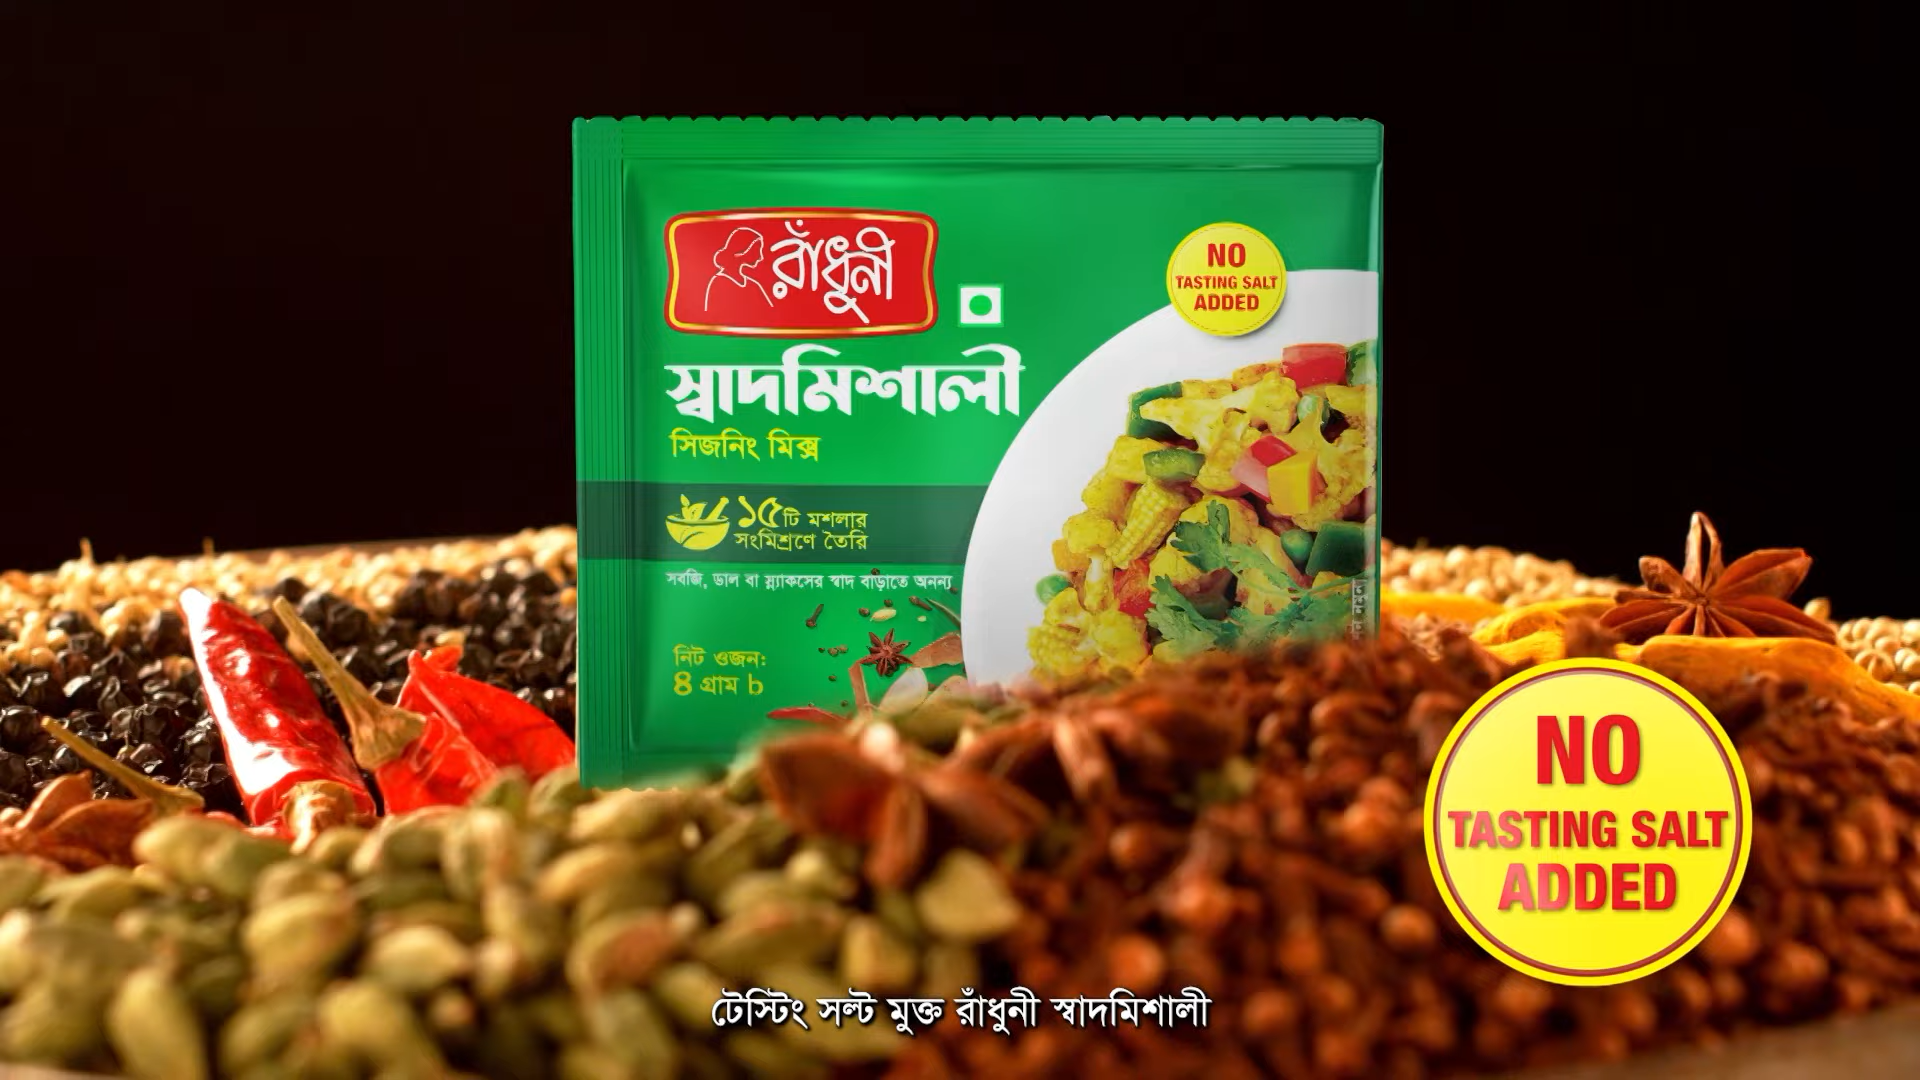 রাঁধুনী
NO
TASTING SALT
ADDED
স্বাদমিশালী
সিজনিং মিক্স
১৫টি মশলার
সংমিশ্রণে তৈরি
সবজি, ডাল বা স্ন্যাকসের স্বাদ বাড়াতে অনন্য
নিট ওজন:
৪ গ্রাম b
NO
TASTING SALT
ADDED
টেস্টিং সল্ট মুক্ত রাঁধুনী স্বাদমিশালী